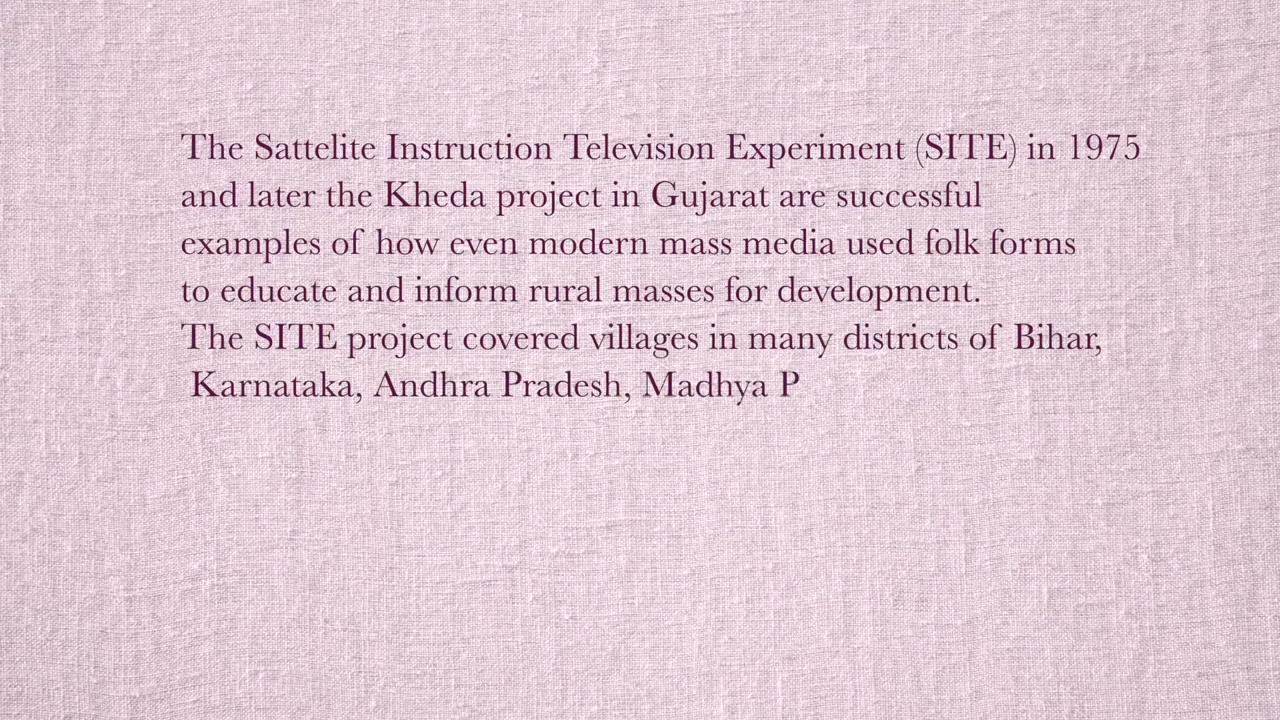 The Sattelite Instruction Television Experiment (SITE) in 1975
and later the Kheda project in Gujarat are successful
examples of how even modern mass media used folk forms
to educate and inform rural masses for development.
The SITE project covered villages in many districts of Bihar,
Karnataka, Andhra Pradesh, Madhya P